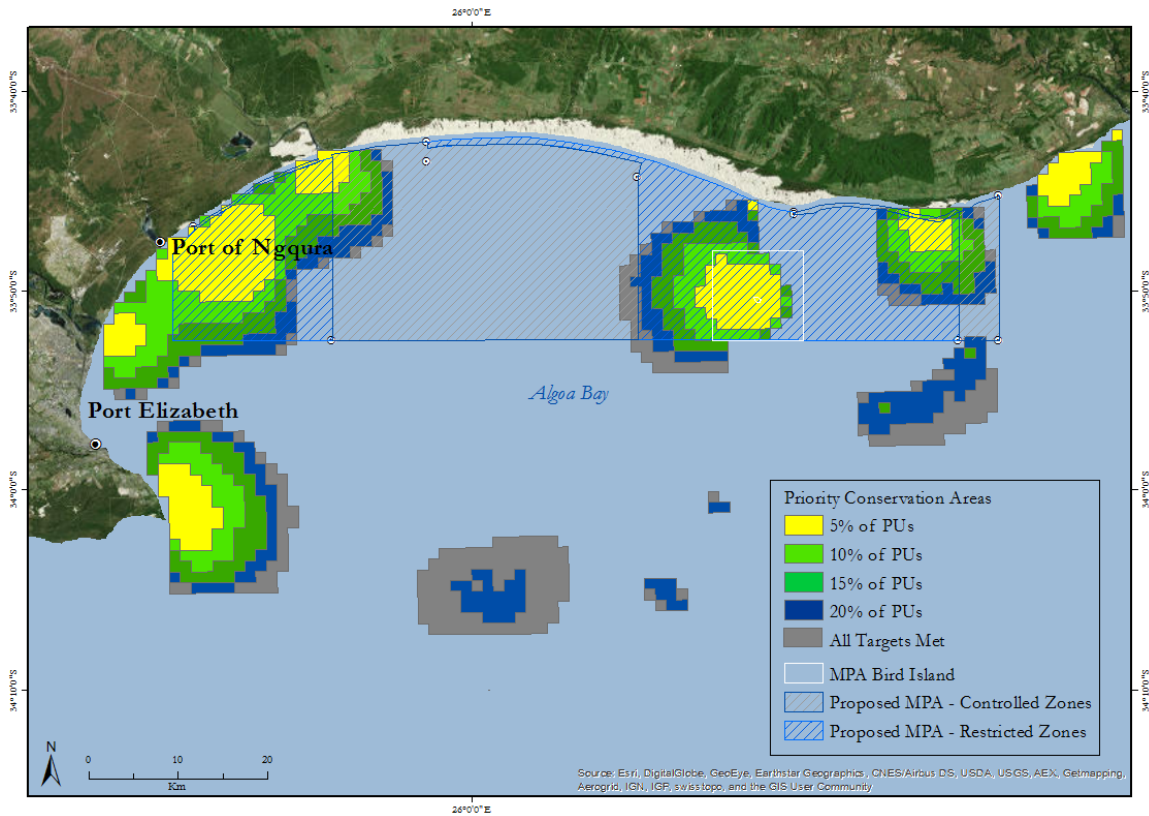 26°0'0"E
33°40'0"S
33°40'0"S
Port of Ngqura
33°50'0"S
33°50'0"S
Algoa Bay
Port Elizabeth
34°0'0"S
34°0'0"S
Priority Conservation Areas
5% of PUs
10% of PUs
15% of PUs
20% of PUs
All Targets Met
MPA Bird Island
Proposed MPA - Controlled Zones
Proposed MPA - Restricted Zones
34°10'0"S
34°10'0"S
N
0 10 20
Km
Source: Esri, DigitalGlobe, GeoEye, Earthstar Geographics, CNES/Airbus DS, USDA, USGS, AEX, Getmapping,
Aerogrid, IGN, IGP, swisstopo, and the GIS User Community
26°0'0"E